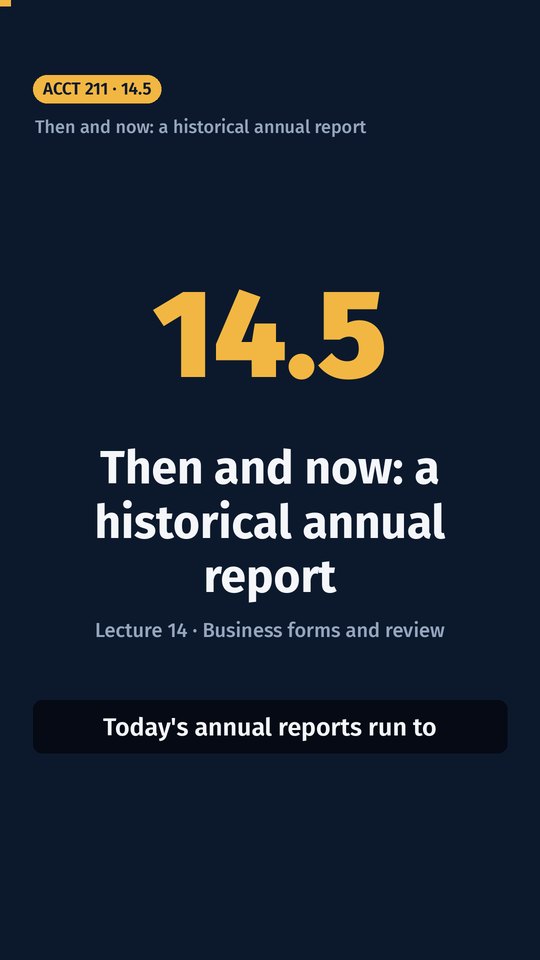 ACCT 211 · 14.5
Then and now: a historical annual report
14.5
Then and now: a
historical annual
report
Lecture 14 · Business forms and review
Today's annual reports run to